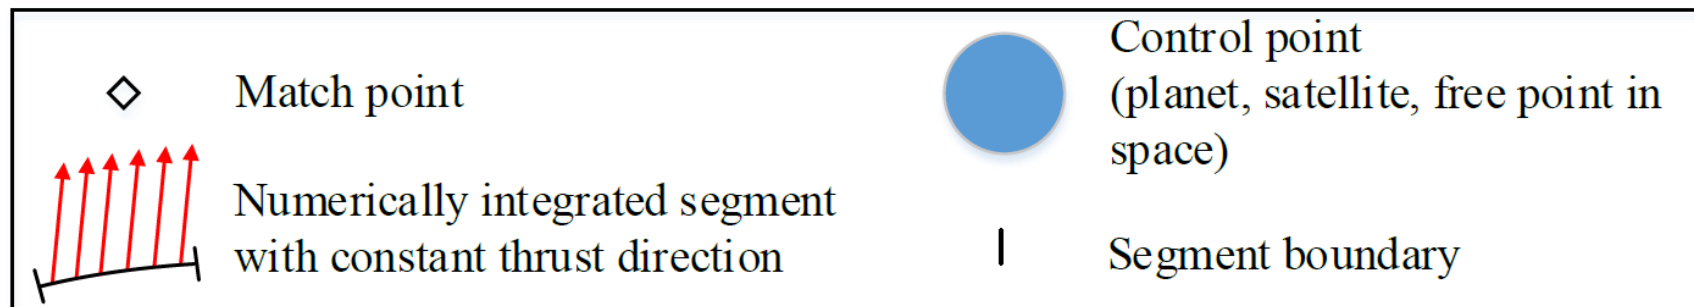 Match point
Numerically integrated segment
with constant thrust direction
Control point
(planet, satellite, free point in
space)
Segment boundary